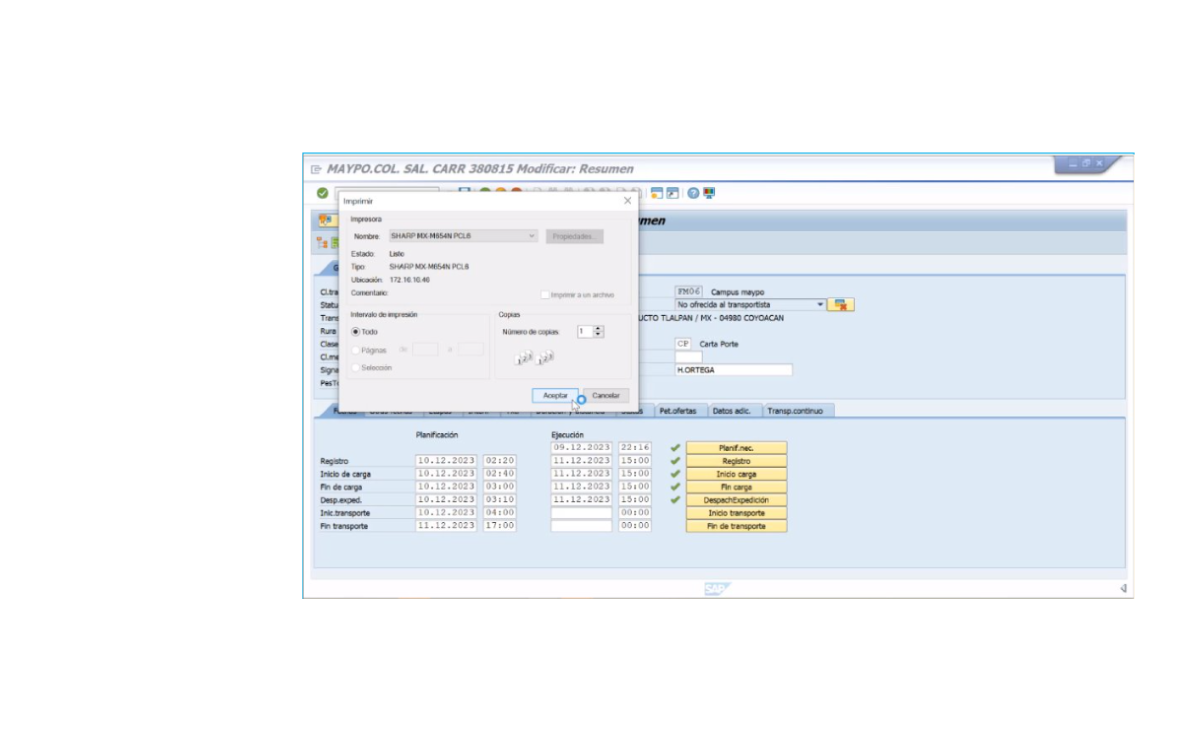 MAYPO.COL. SAL. CARR 380815 Modificar: Resumen
Imprimir
Impresora
Nombre: SHARP MX-M654N PCL6 Propiedades...
Estado: Listo
Tipo: SHARP MX-M654N PCL6
Ubicación: 172.16.10.46
Comentario: Imprimir a un archivo
Intervalo de impresión Copias
Todo Número de copias: 1
Páginas de: a:
Selección
Aceptar Cancelar
Cl.tra FM06 Campus maypo
Statu No ofrecida al transportista
Trans UCTO TLALPAN / MX - 04980 COYOACAN
Ruta
Clase CP Carta Porte
Cl.me
Signa H.ORTEGA
PesTo
Pet.ofertas Datos adic. Transp.continuo
Planificación Ejecución
09.12.2023 22:16 Planif.nec.
Registro 10.12.2023 02:20 11.12.2023 15:00 Registro
Inicio de carga 10.12.2023 02:40 11.12.2023 15:00 Inicio carga
Fin de carga 10.12.2023 03:00 11.12.2023 15:00 Fin carga
Desp.exped. 10.12.2023 03:10 11.12.2023 15:00 DespachExpedición
Inic.transporte 10.12.2023 04:00 00:00 Inicio transporte
Fin transporte 11.12.2023 17:00 00:00 Fin de transporte
SAP